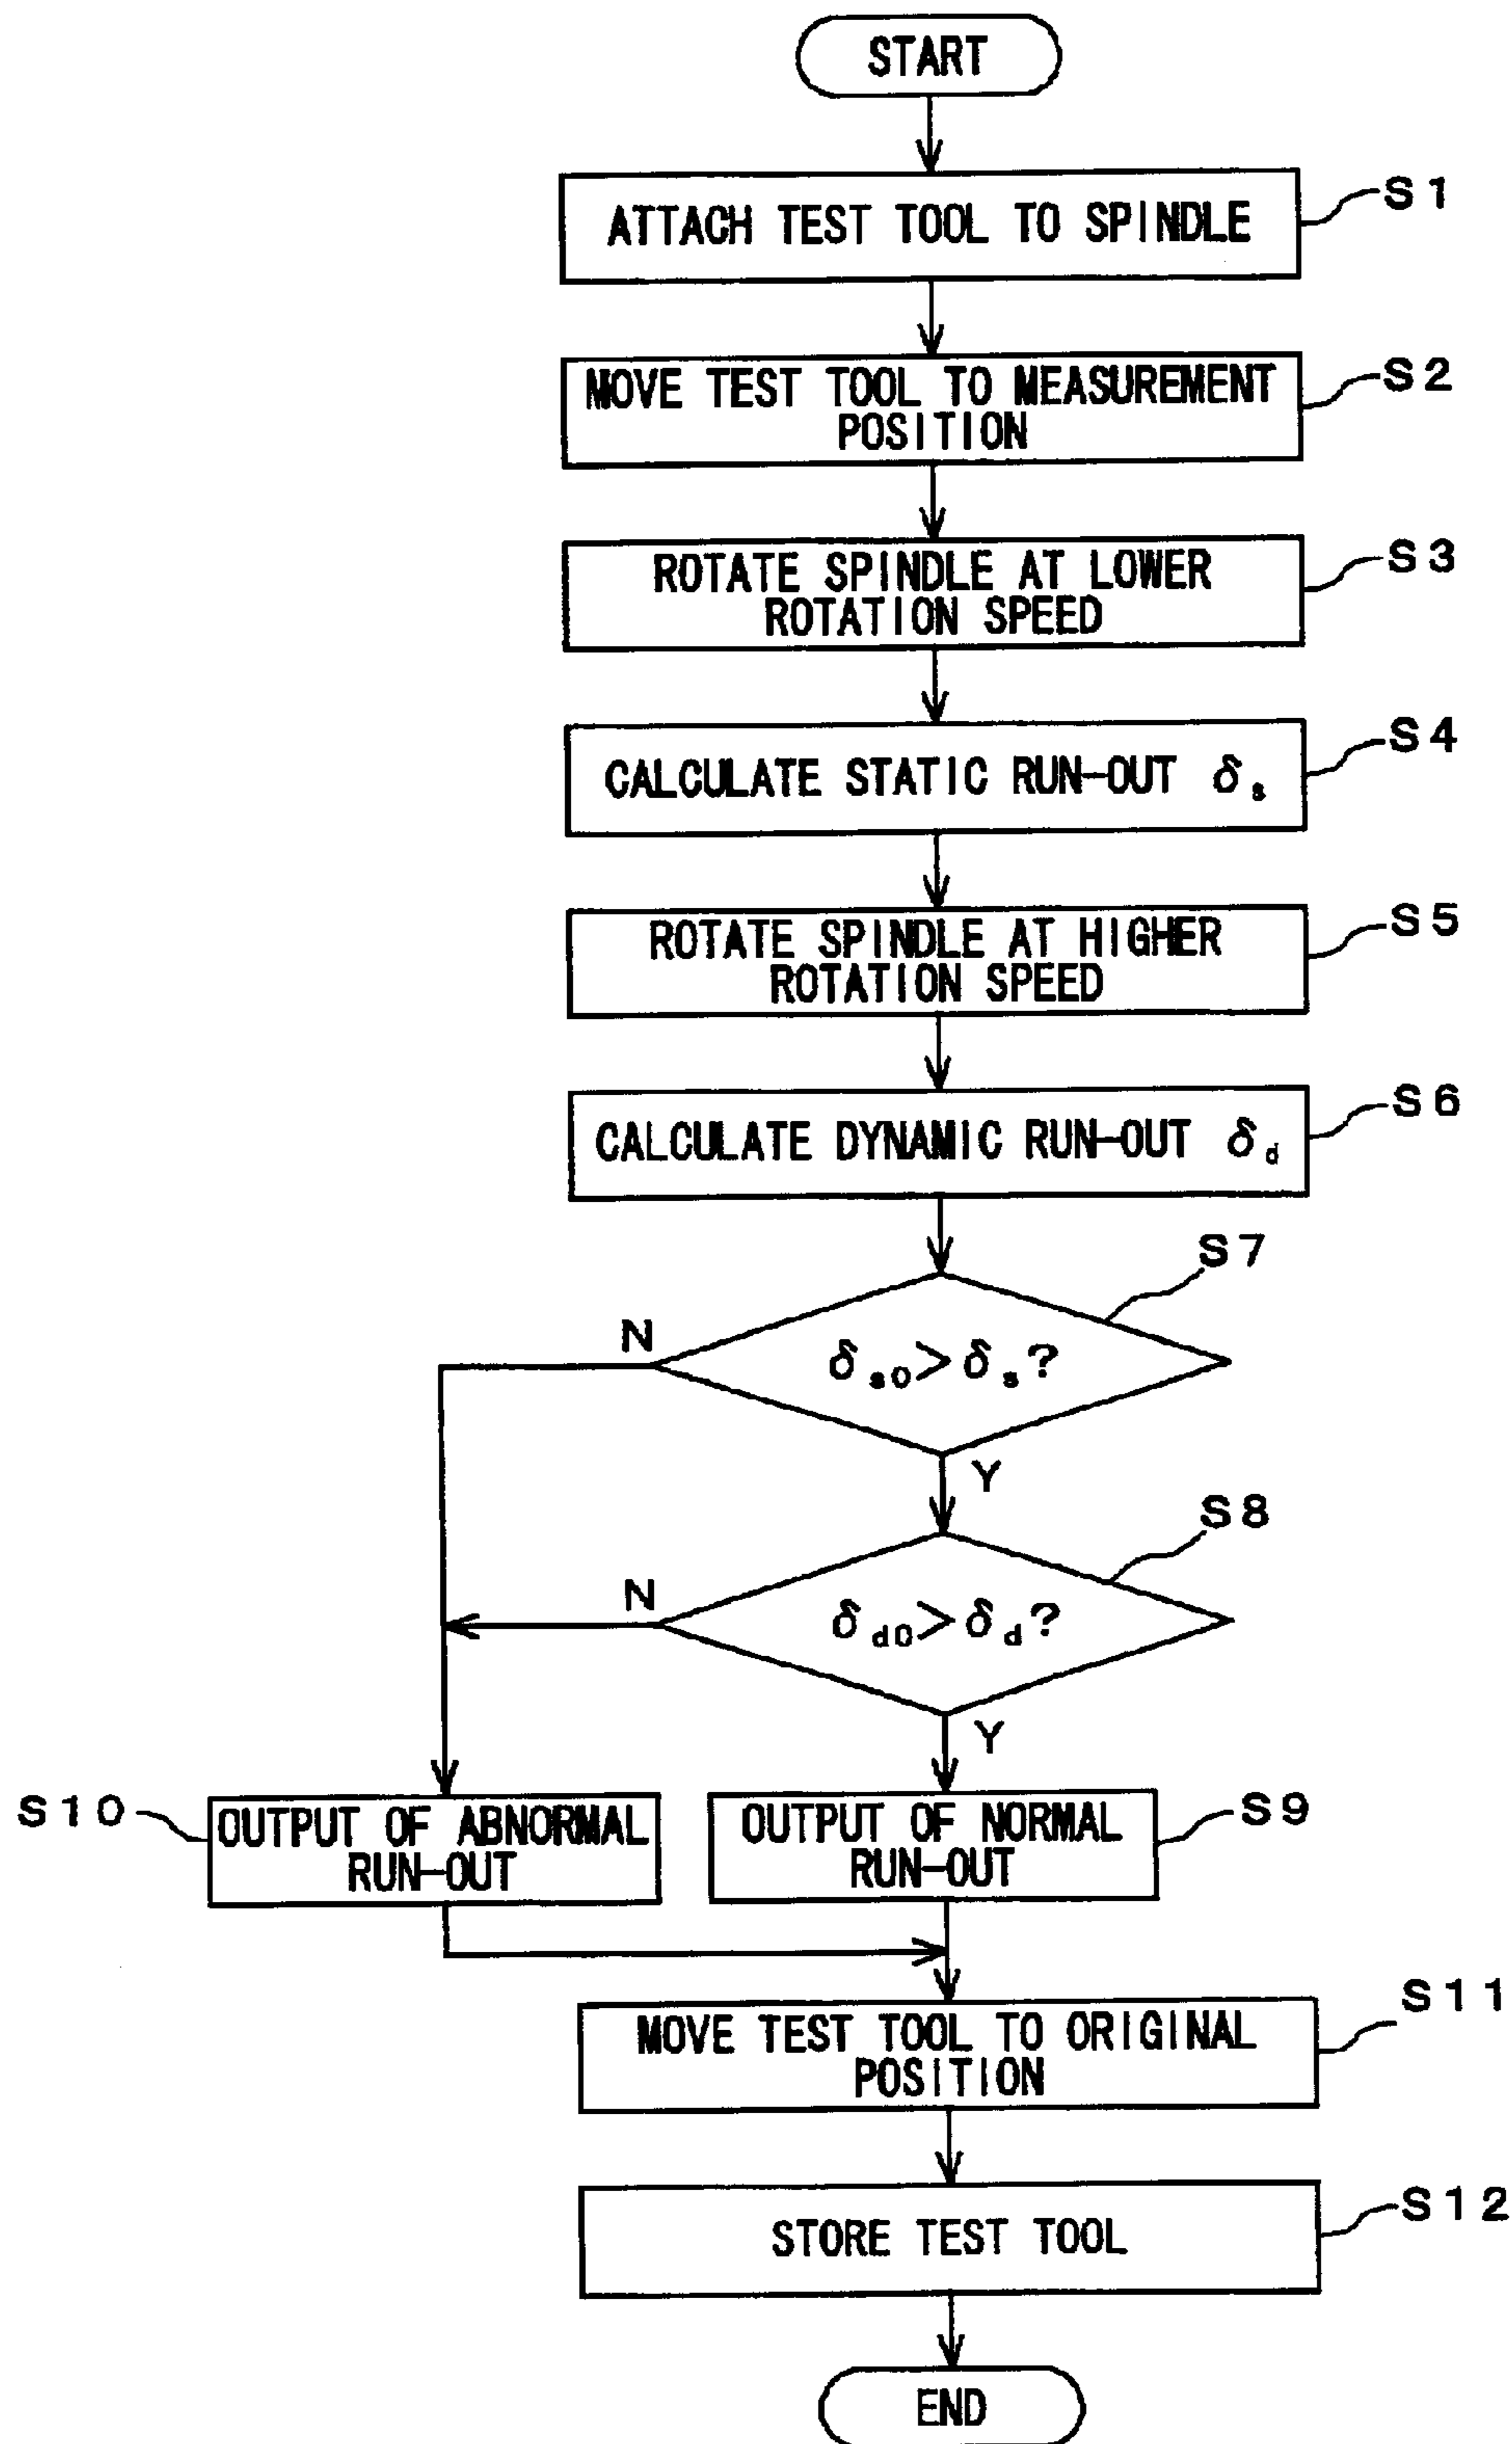 START
ATTACH TEST TOOL TO SPINDLE
S1
MOVE TEST TOOL TO MEASUREMENT
POSITION
S2
ROTATE SPINDLE AT LOWER
ROTATION SPEED
S3
CALCULATE STATIC RUN-OUT δs
S4
ROTATE SPINDLE AT HIGHER
ROTATION SPEED
S5
CALCULATE DYNAMIC RUN-OUT δd
S6
S7
N
δs0>δs?
Y
S8
N
δd0>δd?
Y
S10
OUTPUT OF ABNORMAL
RUN-OUT
OUTPUT OF NORMAL
RUN-OUT
S9
MOVE TEST TOOL TO ORIGINAL
POSITION
S11
STORE TEST TOOL
S12
END